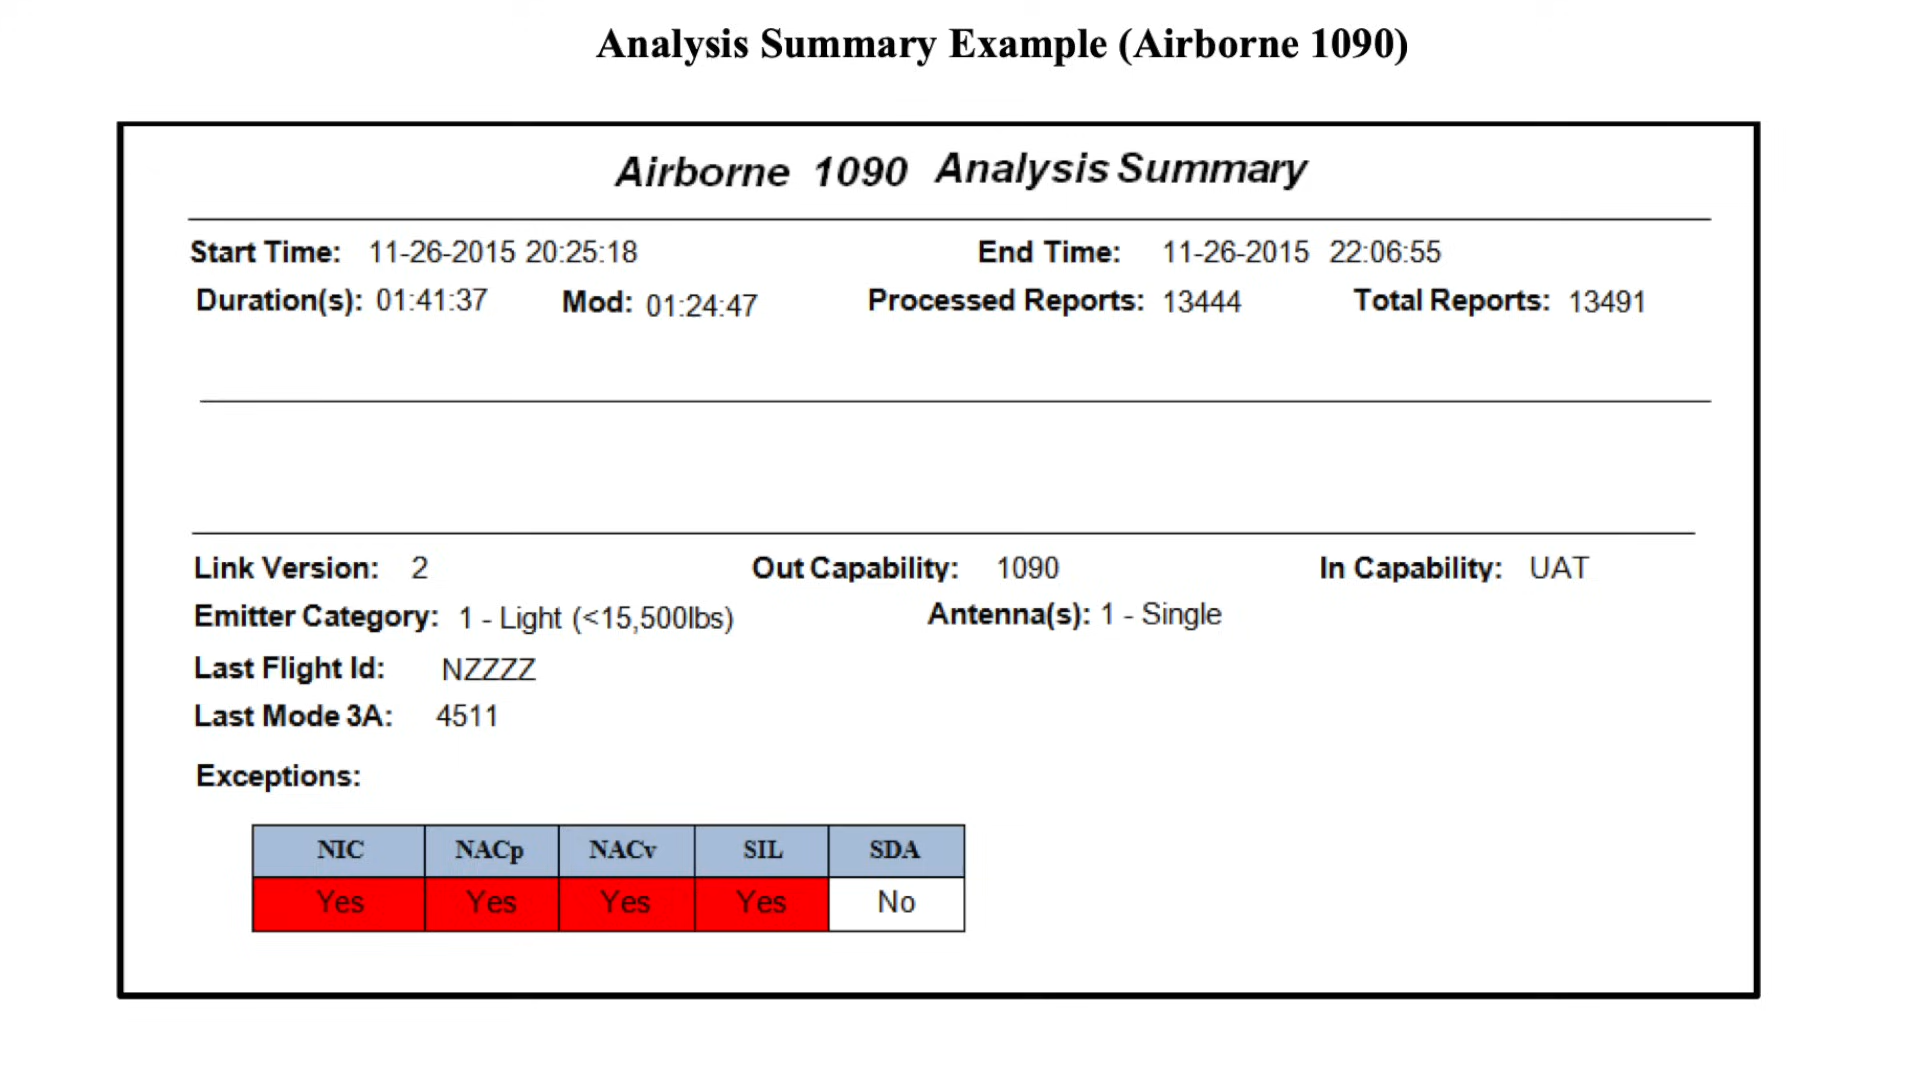 Analysis Summary Example (Airborne 1090)
Airborne 1090 Analysis Summary
Start Time: 11-26-2015 20:25:18 End Time: 11-26-2015 22:06:55
Duration(s): 01:41:37 Mod: 01:24:47 Processed Reports: 13444 Total Reports: 13491
Link Version: 2 Out Capability: 1090 In Capability: UAT
Emitter Category: 1 - Light (<15,500lbs) Antenna(s): 1 - Single
Last Flight Id: NZZZZ
Last Mode 3A: 4511
Exceptions:
NIC NACp NACv SIL SDA
Yes Yes Yes Yes No